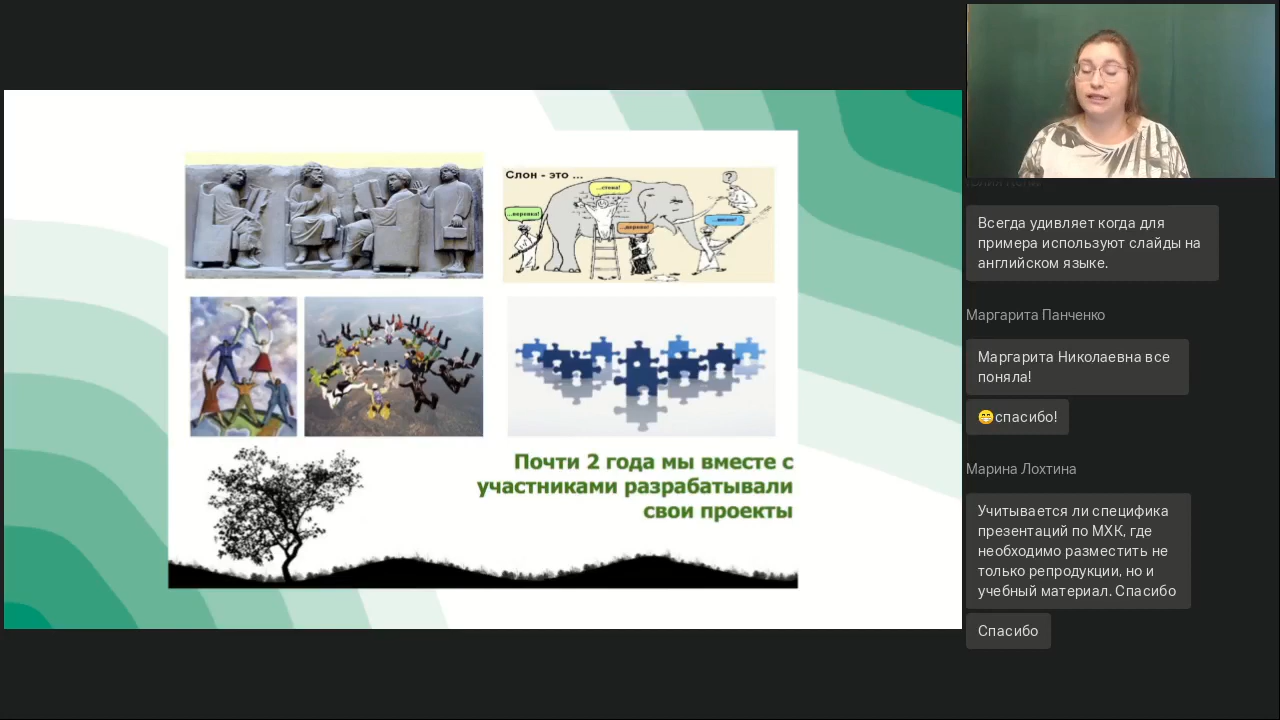 Слон - это ...
...стена!
...веревка!
...дерево!
?
Почти 2 года мы вместе с
участниками разрабатывали
свои проекты
Всегда удивляет когда для
примера используют слайды на
английском языке.
Маргарита Панченко
Маргарита Николаевна все
поняла!
😁спасибо!
Марина Лохтина
Учитывается ли специфика
презентаций по МХК, где
необходимо разместить не
только репродукции, но и
учебный материал. Спасибо
Спасибо